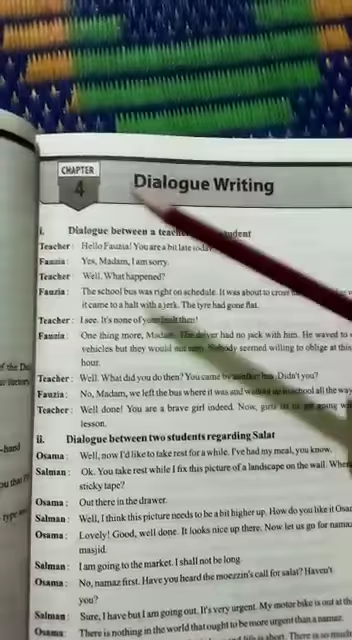 CHAPTER
4
Dialogue Writing
i. Dialogue between a student
Teacher : Hello Fauzia! You are a bit late today
Fauzia : Yes, Madam, I am sorry.
Teacher : Well. What happened?
Fauzia : The school bus was right on schedule. It was about to cross
it came to a halt with a jerk. The tyre had gone flat.
Teacher : I see. It's none of your fault then!
Fauzia : One thing more, Madam. The driver had no jack with him. He waved to
vehicles but they would not stop. Nobody seemed willing to oblige at this
hour.
Teacher : Well. What did you do then? You came by another bus. Didn't you?
Fauzia : No, Madam, we left the bus where it was and walked up to school all the way
Teacher : Well done! You are a brave girl indeed. Now, girls let us get going
lesson.
ii. Dialogue between two students regarding Salat
Osama : Well, now I'd like to take rest for a while. I've had my meal, you know.
Salman : Ok. You take rest while I fix this picture of a landscape on the wall.
sticky tape?
Osama : Out there in the drawer.
Salman : Well, I think this picture needs to be a bit higher up. How do you like it
Osama : Lovely! Good, well done. It looks nice up there. Now let us go for
masjid.
Salman : I am going to the market. I shall not be long.
Osama : No, namaz first. Have you heard the moezzin's call for salat? Haven't
you?
Salman : Sure, I have but I am going out. It's very urgent. My motor bike is out at
Osama : There is nothing in the world that ought to be more urgent than a namaz.
of the
-hand